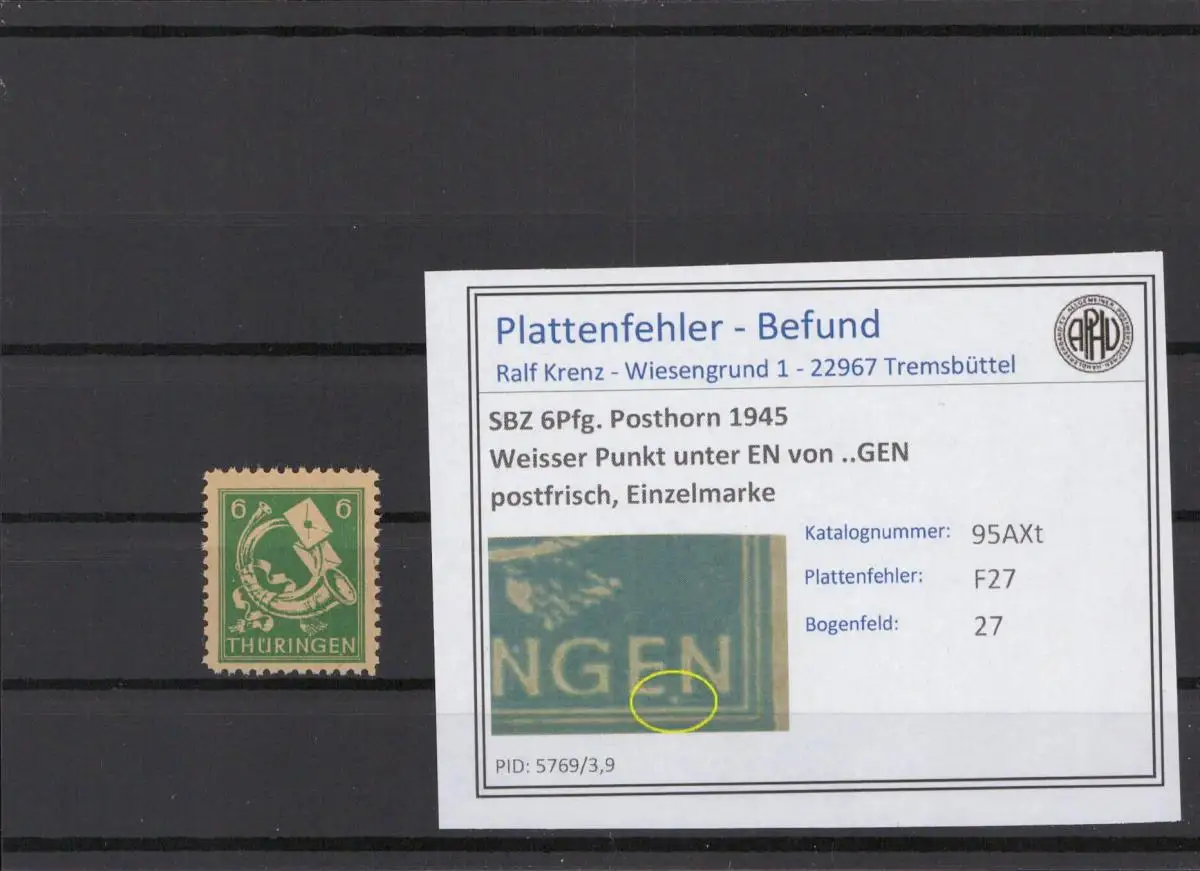 6 6
THÜRINGEN
Plattenfehler - Befund
Ralf Krenz - Wiesengrund 1 - 22967 Tremsbüttel
APHV
SBZ 6Pfg. Posthorn 1945
Weisser Punkt unter EN von ..GEN
postfrisch, Einzelmarke
Katalognummer: 95AXt
Plattenfehler: F27
Bogenfeld: 27
NGEN
PID: 5769/3,9